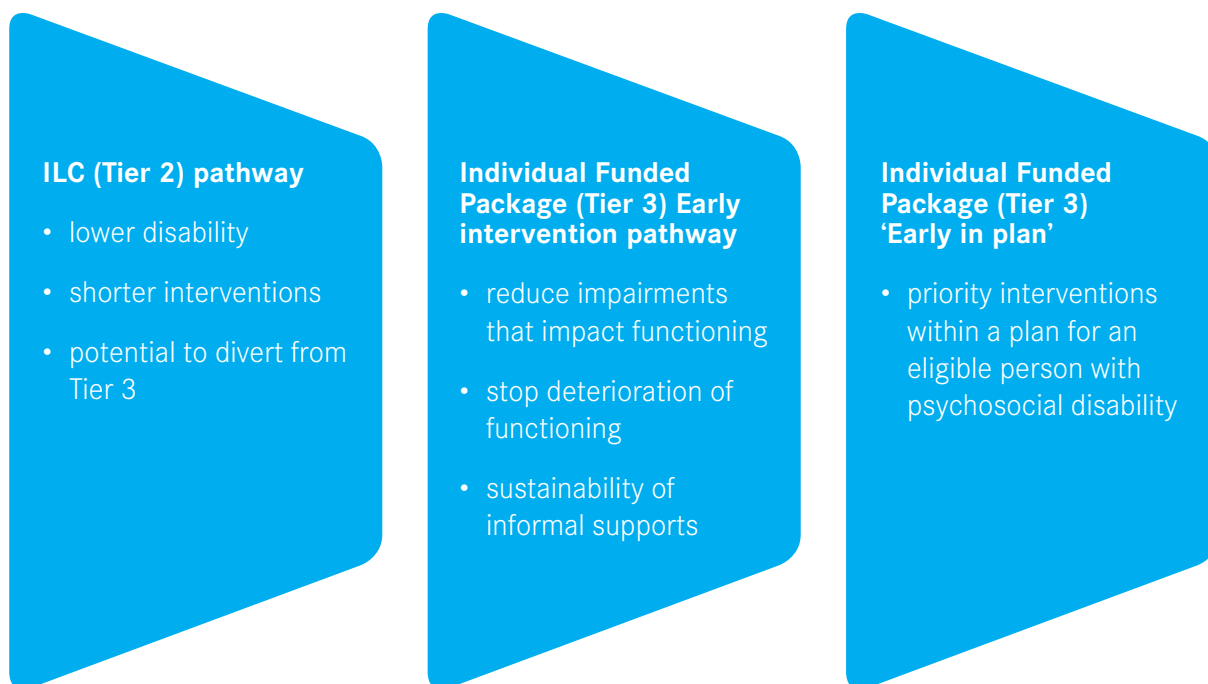 ILC (Tier 2) pathway
• lower disability
• shorter interventions
• potential to divert from
Tier 3
Individual Funded
Package (Tier 3) Early
intervention pathway
• reduce impairments
that impact functioning
• stop deterioration of
functioning
• sustainability of
informal supports
Individual Funded
Package (Tier 3)
‘Early in plan’
• priority interventions
within a plan for an
eligible person with
psychosocial disability